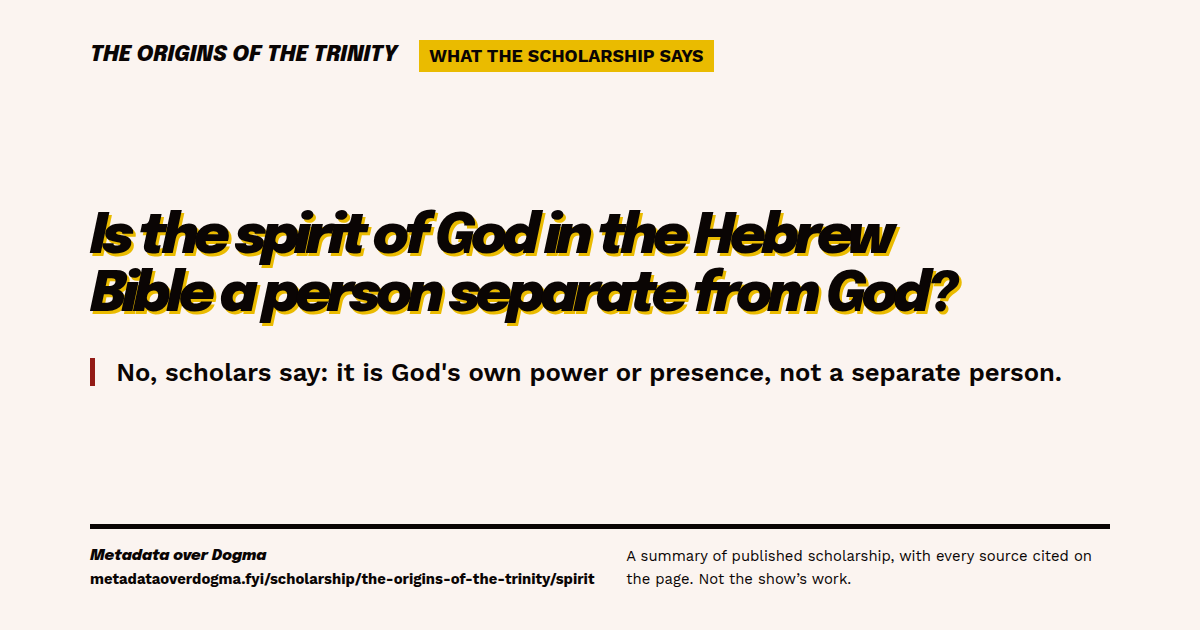 THE ORIGINS OF THE TRINITY
WHAT THE SCHOLARSHIP SAYS
Is the spirit of God in the Hebrew
Bible a person separate from God?
No, scholars say: it is God's own power or presence, not a separate person.
Metadata over Dogma
metadataoverdogma.fyi/scholarship/the-origins-of-the-trinity/spirit
A summary of published scholarship, with every source cited on
the page. Not the show’s work.